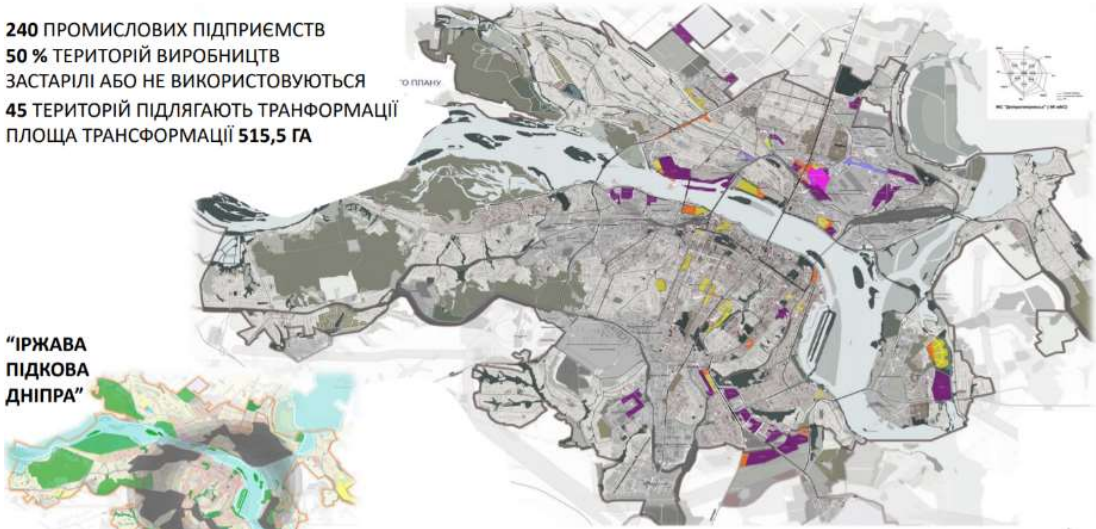 240 ПРОМИСЛОВИХ ПІДПРИЄМСТВ
50 % ТЕРИТОРІЙ ВИРОБНИЦТВ
ЗАСТАРІЛІ АБО НЕ ВИКОРИСТОВУЮТЬСЯ
45 ТЕРИТОРІЙ ПІДЛЯГАЮТЬ ТРАНФОРМАЦІЇ
ПЛОЩА ТРАНСФОРМАЦІЇ 515,5 ГА
ПЛАНУ
"ІРЖАВА
ПІДКОВА
ДНІПРА"